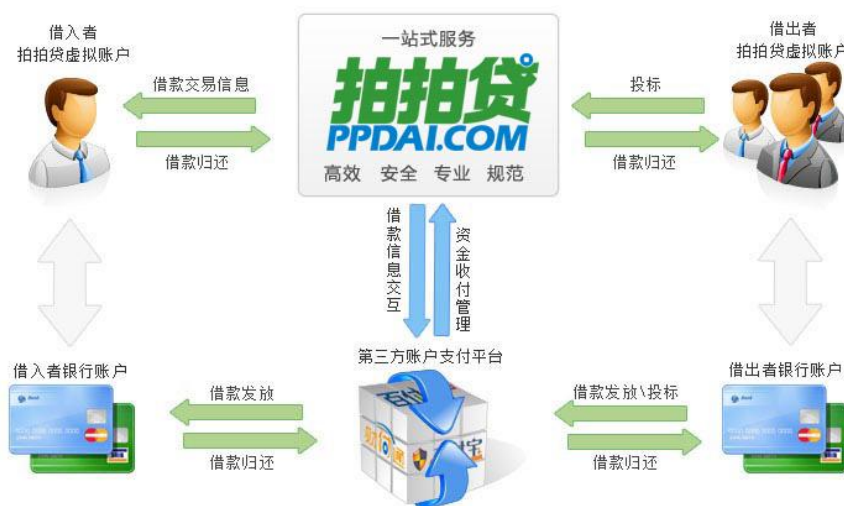 借入者
拍拍贷虚拟账户
一站式服务
拍拍贷
PPDAI.COM
高效 安全 专业 规范
借出者
拍拍贷虚拟账户
借款交易信息
借款归还
投标
借款归还
借款信息交互
资金收付管理
第三方账户支付平台
借入者银行账户
借出者银行账户
借款发放
借款归还
借款发放\投标
借款归还